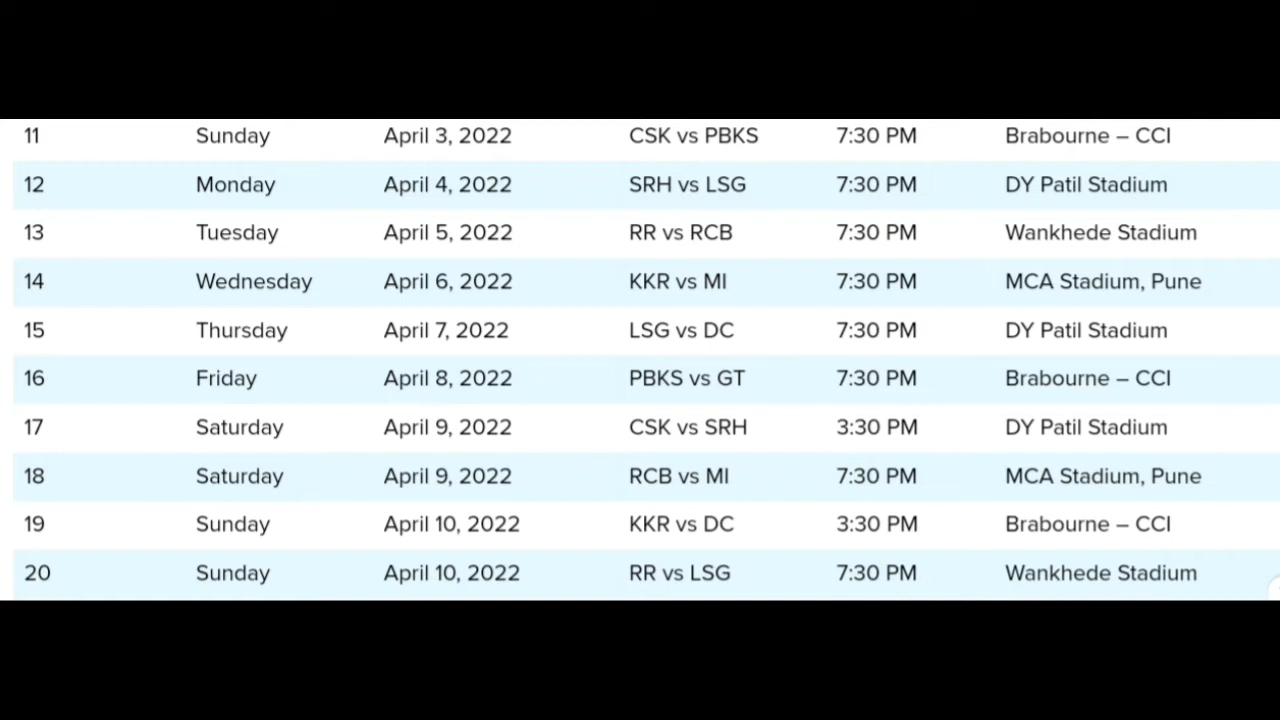 11 Sunday April 3, 2022 CSK vs PBKS 7:30 PM Brabourne – CCI
12 Monday April 4, 2022 SRH vs LSG 7:30 PM DY Patil Stadium
13 Tuesday April 5, 2022 RR vs RCB 7:30 PM Wankhede Stadium
14 Wednesday April 6, 2022 KKR vs MI 7:30 PM MCA Stadium, Pune
15 Thursday April 7, 2022 LSG vs DC 7:30 PM DY Patil Stadium
16 Friday April 8, 2022 PBKS vs GT 7:30 PM Brabourne – CCI
17 Saturday April 9, 2022 CSK vs SRH 3:30 PM DY Patil Stadium
18 Saturday April 9, 2022 RCB vs MI 7:30 PM MCA Stadium, Pune
19 Sunday April 10, 2022 KKR vs DC 3:30 PM Brabourne – CCI
20 Sunday April 10, 2022 RR vs LSG 7:30 PM Wankhede Stadium